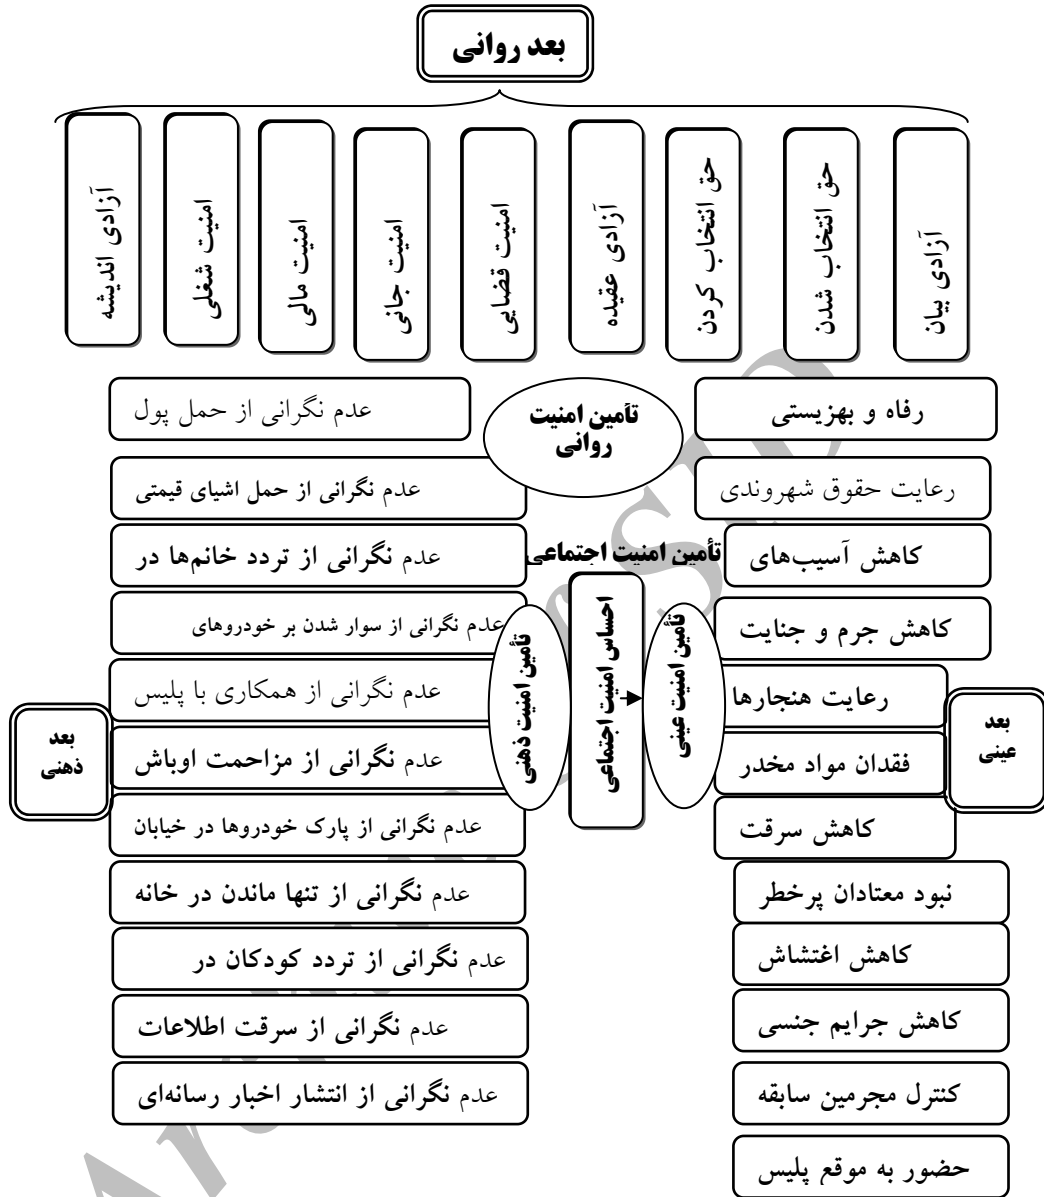 بعد روانی
آزادی بیان
حق انتخاب شدن
حق انتخاب کردن
آزادی عقیده
امنیت قضایی
امنیت جانی
امنیت مالی
امنیت شغلی
آزادی اندیشه
رفاه و بهزیستی
رعایت حقوق شهروندی
کاهش آسیب‌های
کاهش جرم و جنایت
رعایت هنجارها
فقدان مواد مخدر
کاهش سرقت
نبود معتادان پرخطر
کاهش اغتشاش
کاهش جرایم جنسی
کنترل مجرمین سابقه
حضور به موقع پلیس
بعد
عینی
تأمین امنیت
روانی
تأمین امنیت اجتماعی
تأمین امنیت عینی
احساس امنیت اجتماعی
تأمین امنیت ذهنی
عدم نگرانی از حمل پول
عدم نگرانی از حمل اشیای قیمتی
عدم نگرانی از تردد خانم‌ها در
عدم نگرانی از سوار شدن بر خودروهای
عدم نگرانی از همکاری با پلیس
عدم نگرانی از مزاحمت اوباش
عدم نگرانی از پارک خودروها در خیابان
عدم نگرانی از تنها ماندن در خانه
عدم نگرانی از تردد کودکان در
عدم نگرانی از سرقت اطلاعات
عدم نگرانی از انتشار اخبار رسانه‌ای
بعد
ذهنی